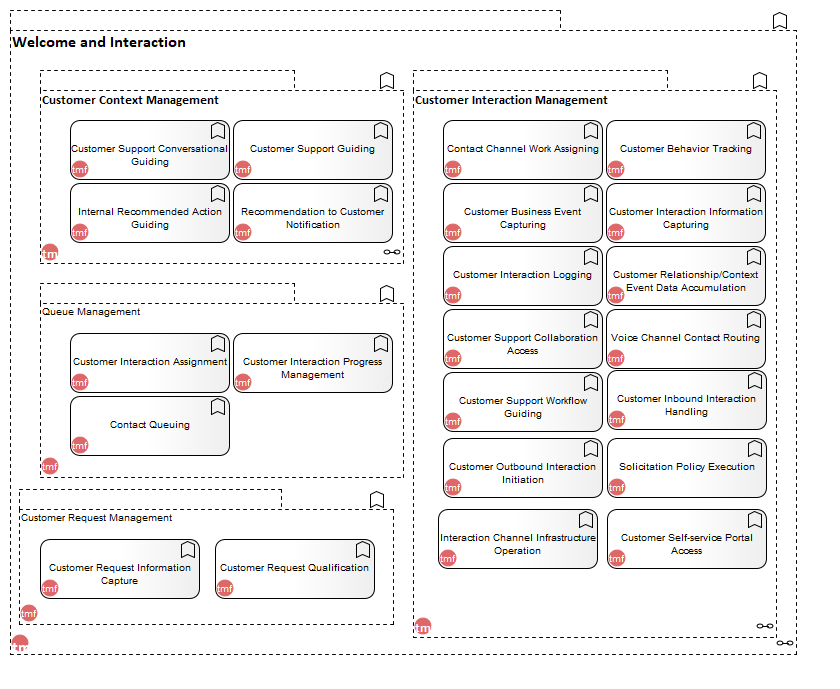 Welcome and Interaction
Customer Context Management
Customer Support Conversational
Guiding
tmf
Customer Support Guiding
tmf
Internal Recommended Action
Guiding
tmf
Recommendation to Customer
Notification
tmf
tm
Queue Management
Customer Interaction Assignment
tmf
Customer Interaction Progress
Management
tmf
Contact Queuing
tmf
tmf
Customer Request Management
Customer Request Information
Capture
tmf
Customer Request Qualification
tmf
tmf
Customer Interaction Management
Contact Channel Work Assigning
tmf
Customer Behavior Tracking
tmf
Customer Business Event
Capturing
tmf
Customer Interaction Information
Capturing
tmf
Customer Interaction Logging
tmf
Customer Relationship/Context
Event Data Accumulation
tmf
Customer Support Collaboration
Access
tmf
Voice Channel Contact Routing
tmf
Customer Support Workflow
Guiding
tmf
Customer Inbound Interaction
Handling
tmf
Customer Outbound Interaction
Initiation
tmf
Solicitation Policy Execution
tmf
Interaction Channel Infrastructure
Operation
tmf
Customer Self-service Portal
Access
tmf
tm
tm